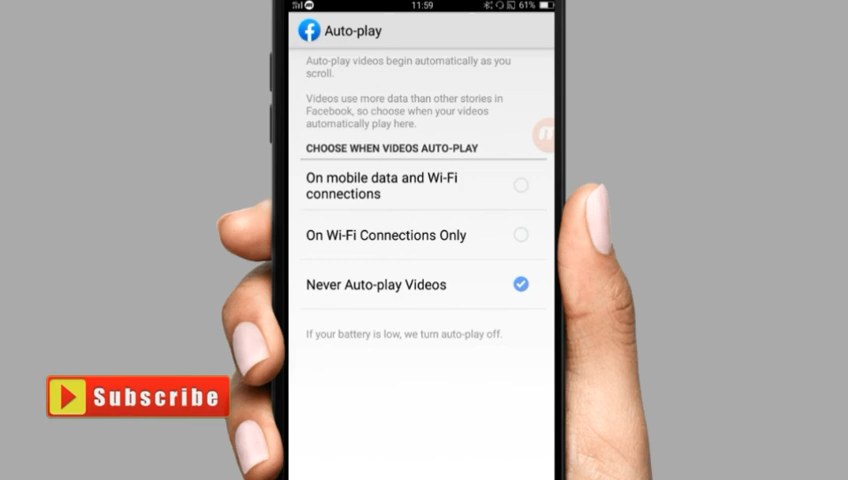 11:59
61%
Auto-play
Auto-play videos begin automatically as you
scroll.
Videos use more data than other stories in
Facebook, so choose when your videos
automatically play here.
CHOOSE WHEN VIDEOS AUTO-PLAY
On mobile data and Wi-Fi
connections
On Wi-Fi Connections Only
Never Auto-play Videos
If your battery is low, we turn auto-play off.
Subscribe